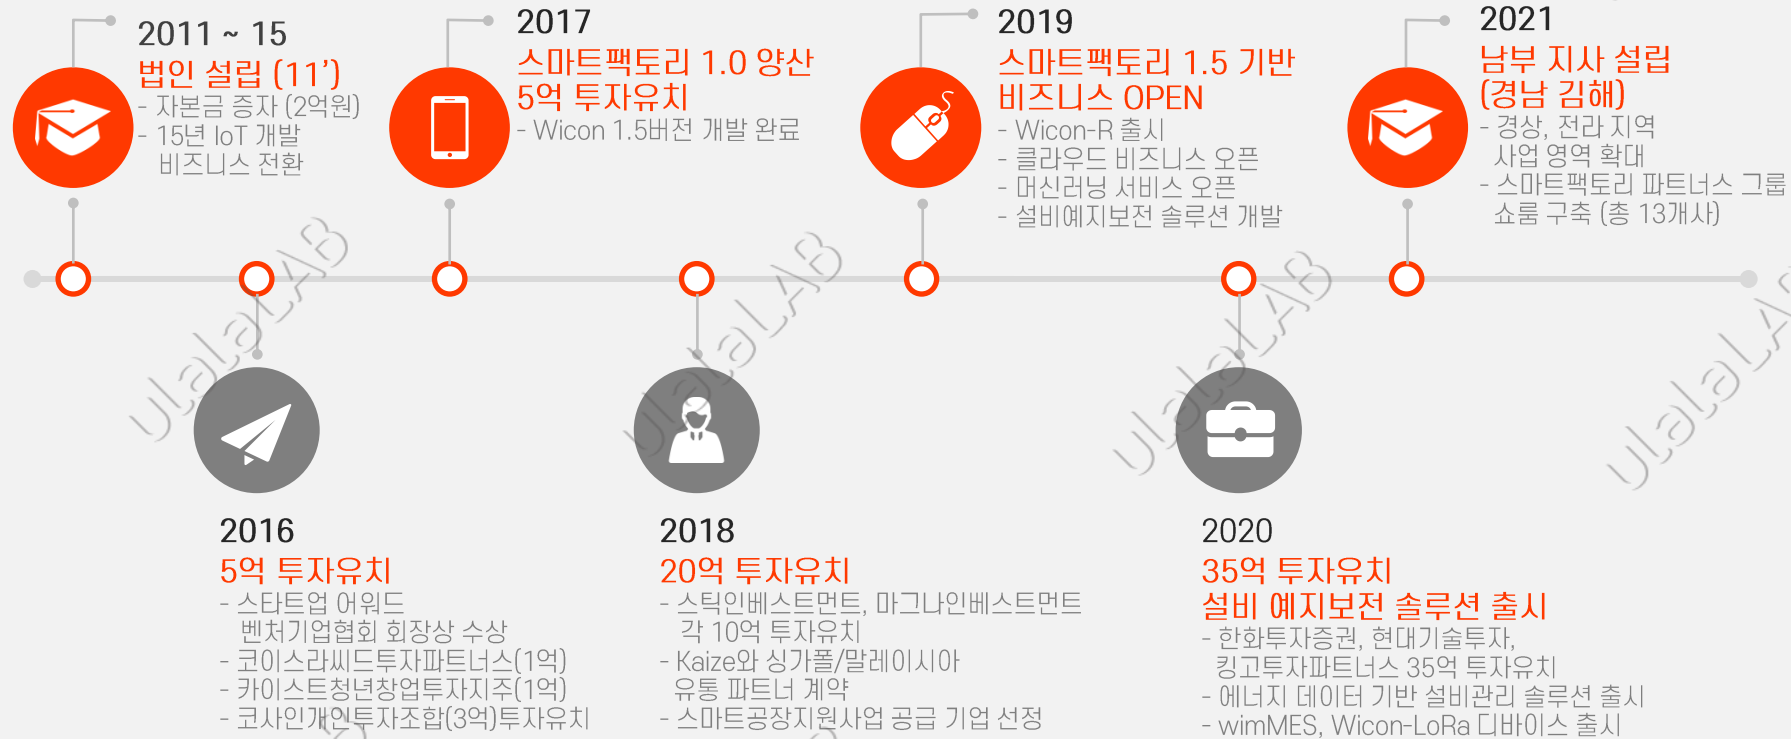 2011 ~ 15
법인 설립 (11’)
- 자본금 증자 (2억원)
- 15년 IoT 개발
비즈니스 전환
2017
스마트팩토리 1.0 양산
5억 투자유치
- Wicon 1.5버전 개발 완료
2019
스마트팩토리 1.5 기반
비즈니스 OPEN
- Wicon-R 출시
- 클라우드 비즈니스 오픈
- 머신러닝 서비스 오픈
- 설비예지보전 솔루션 개발
2021
남부 지사 설립
(경남 김해)
- 경상, 전라 지역
사업 영역 확대
- 스마트팩토리 파트너스 그룹
쇼룸 구축 (총 13개사)
UlalaLAB
UlalaLAB
UlalaLAB
UlalaLAB
2016
5억 투자유치
- 스타트업 어워드
벤처기업협회 회장상 수상
- 코이스라씨드투자파트너스(1억)
- 카이스트청년창업투자지주(1억)
- 코사인개인투자조합(3억)투자유치
2018
20억 투자유치
- 스틱인베스트먼트, 마그나인베스트먼트
각 10억 투자유치
- Kaize와 싱가폴/말레이시아
유통 파트너 계약
- 스마트공장지원사업 공급 기업 선정
2020
35억 투자유치
설비 예지보전 솔루션 출시
- 한화투자증권, 현대기술투자,
킹고투자파트너스 35억 투자유치
- 에너지 데이터 기반 설비관리 솔루션 출시
- wimMES, Wicon-LoRa 디바이스 출시